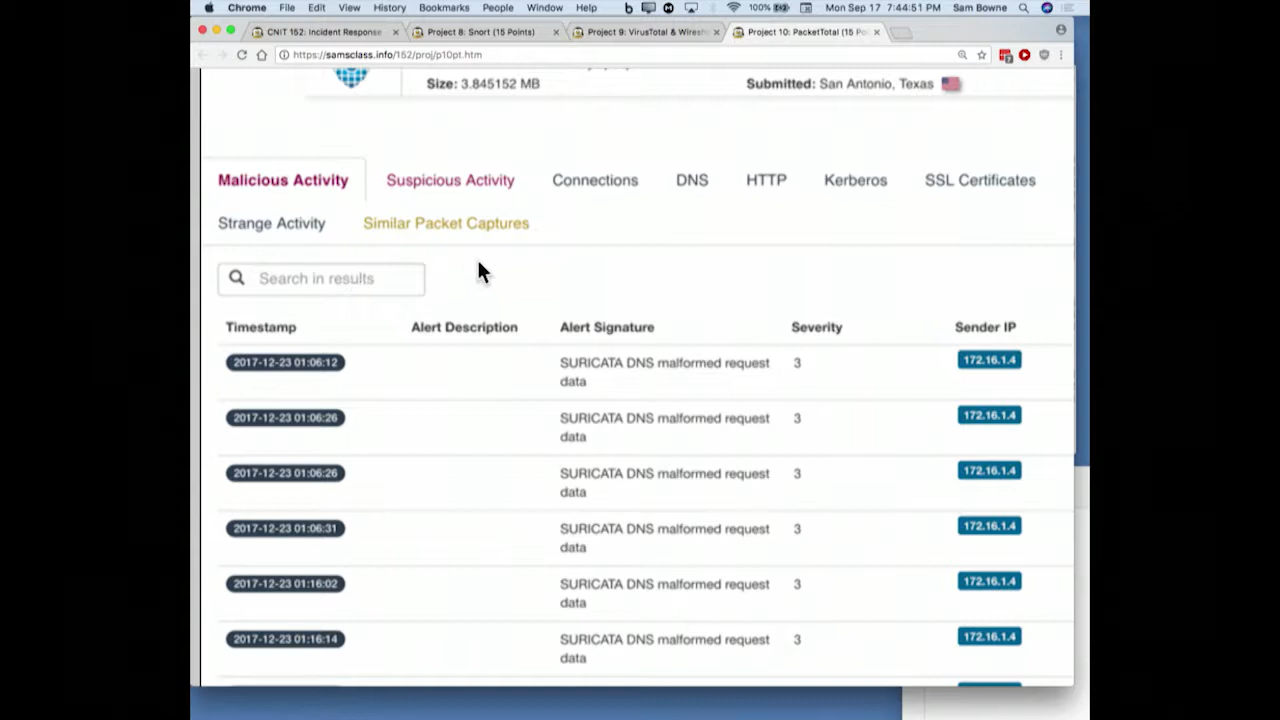 Chrome File Edit View History Bookmarks People Window Help 100% Mon Sep 17 7:44:51 PM Sam Bowne
CNIT 152: Incident Response Project 8: Snort (15 Points) Project 9: VirusTotal & Wiresh Project 10: PacketTotal (15 Po
https://samsclass.info/152/proj/p10pt.htm
Size: 3.845152 MB Submitted: San Antonio, Texas
Malicious Activity Suspicious Activity Connections DNS HTTP Kerberos SSL Certificates
Strange Activity Similar Packet Captures
Search in results
Timestamp Alert Description Alert Signature Severity Sender IP
2017-12-23 01:06:12 SURICATA DNS malformed request 3 172.16.1.4
data
2017-12-23 01:06:26 SURICATA DNS malformed request 3 172.16.1.4
data
2017-12-23 01:06:26 SURICATA DNS malformed request 3 172.16.1.4
data
2017-12-23 01:06:31 SURICATA DNS malformed request 3 172.16.1.4
data
2017-12-23 01:16:02 SURICATA DNS malformed request 3 172.16.1.4
data
2017-12-23 01:16:14 SURICATA DNS malformed request 3 172.16.1.4
data